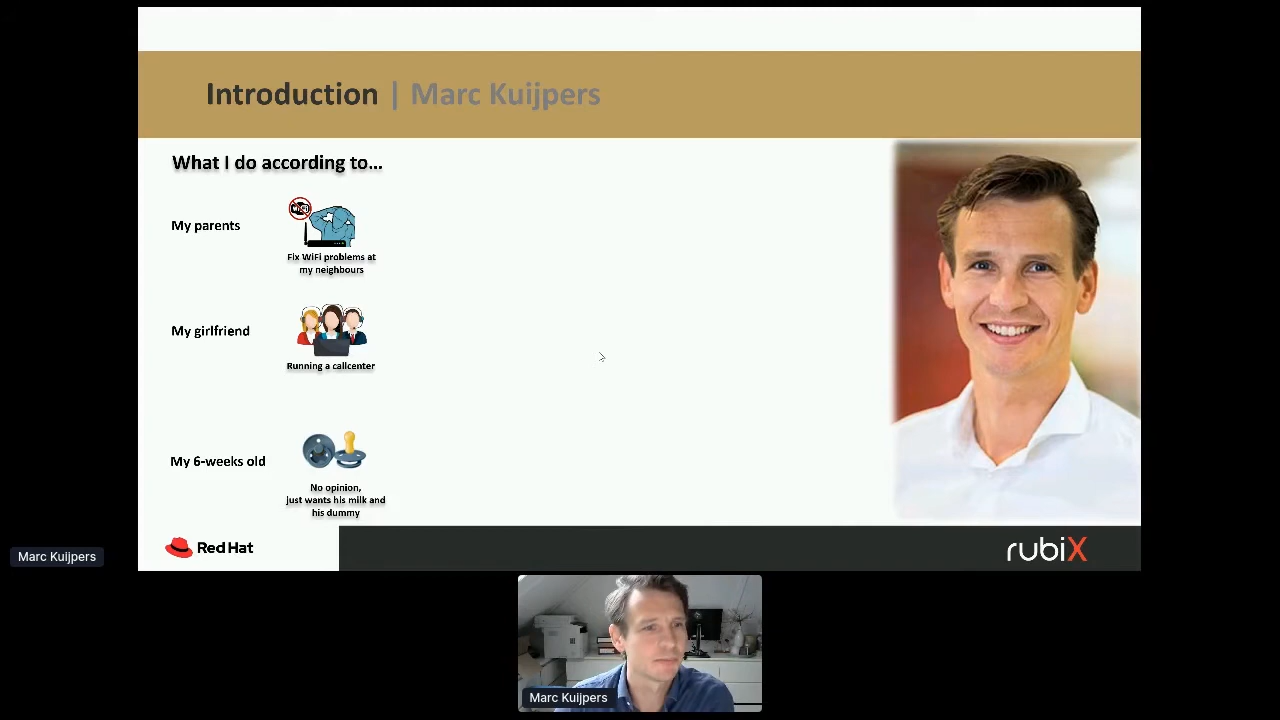 Introduction | Marc Kuijpers
What I do according to...
My parents
WiFi
Fix WiFi problems at
my neighbours
My girlfriend
Running a callcenter
My 6-weeks old
No opinion,
just wants his milk and
his dummy
Red Hat
rubiX
Marc Kuijpers
Marc Kuijpers